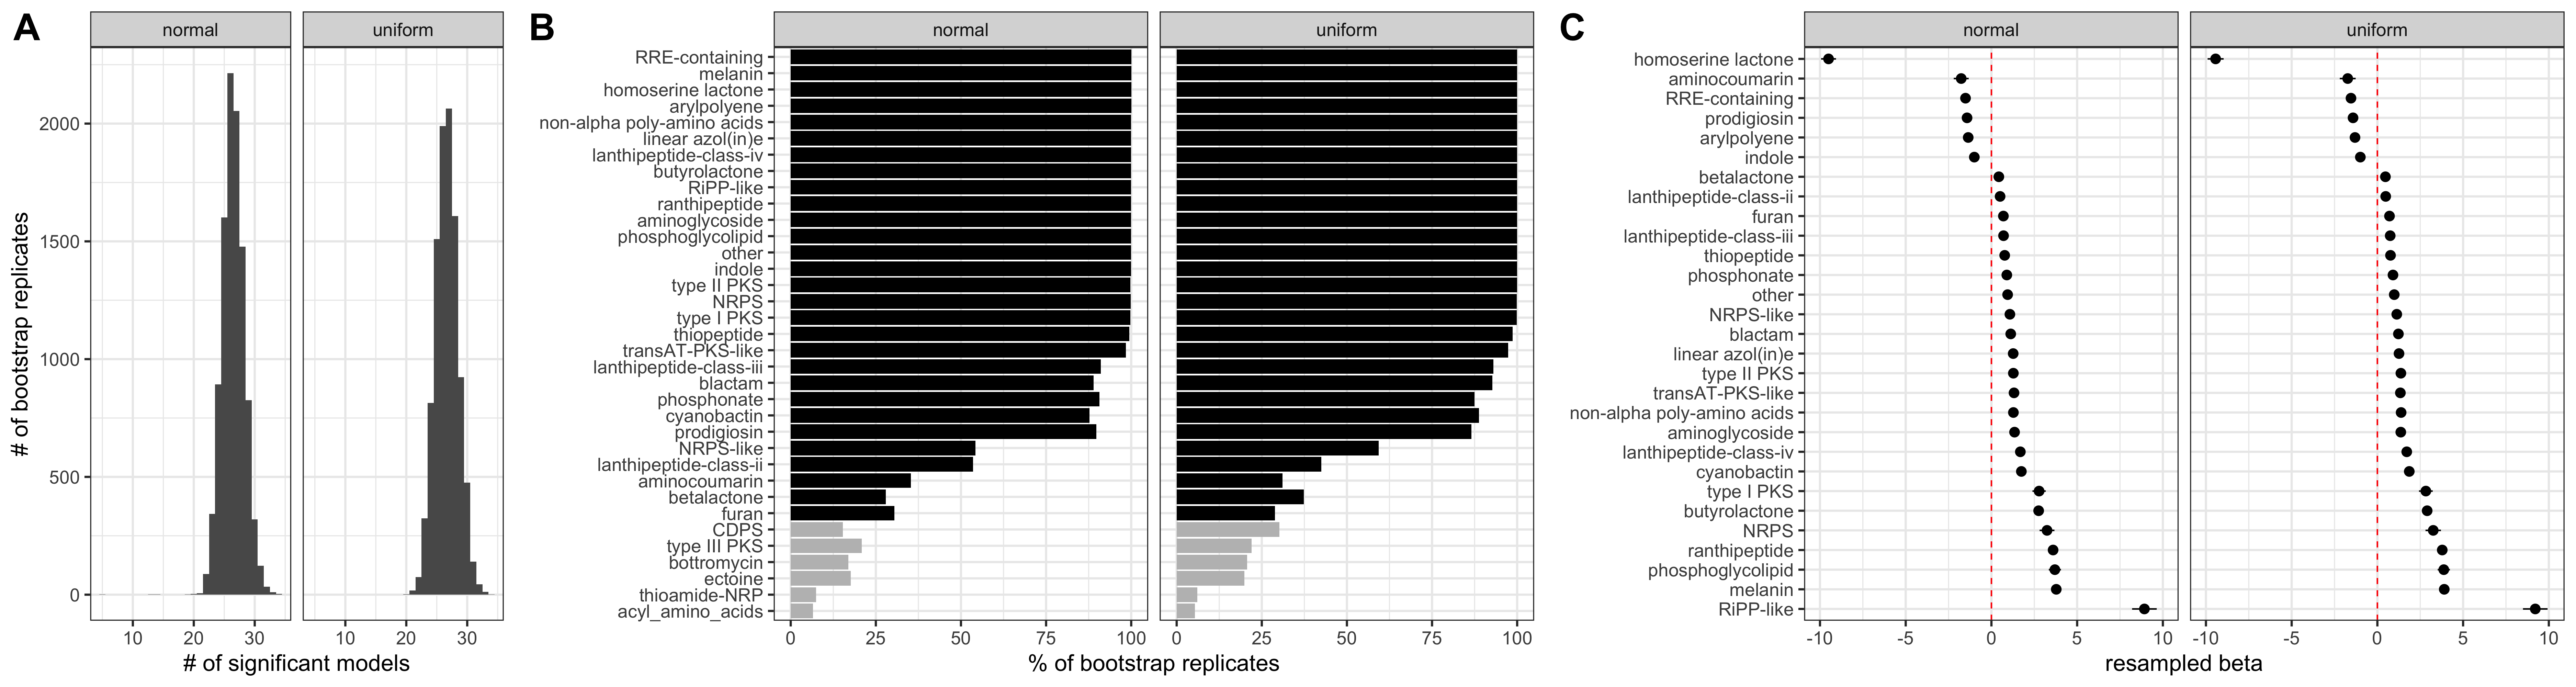 A
normal
uniform
# of bootstrap replicates
2000
1500
1000
500
0
10
20
30
10
20
30
# of significant models
B
normal
uniform
RRE-containing
melanin
homoserine lactone
arylpolyene
non-alpha poly-amino acids
linear azol(in)e
lanthipeptide-class-iv
butyrolactone
RiPP-like
ranthipeptide
aminoglycoside
phosphoglycolipid
other
indole
type II PKS
NRPS
type I PKS
thiopeptide
transAT-PKS-like
lanthipeptide-class-iii
blactam
phosphonate
cyanobactin
prodigiosin
NRPS-like
lanthipeptide-class-ii
aminocoumarin
betalactone
furan
CDPS
type III PKS
bottromycin
ectoine
thioamide-NRP
acyl_amino_acids
0
25
50
75
100
0
25
50
75
100
% of bootstrap replicates
C
normal
uniform
homoserine lactone
aminocoumarin
RRE-containing
prodigiosin
arylpolyene
indole
betalactone
lanthipeptide-class-ii
furan
lanthipeptide-class-iii
thiopeptide
phosphonate
other
NRPS-like
blactam
linear azol(in)e
type II PKS
transAT-PKS-like
non-alpha poly-amino acids
aminoglycoside
lanthipeptide-class-iv
cyanobactin
type I PKS
butyrolactone
NRPS
ranthipeptide
phosphoglycolipid
melanin
RiPP-like
-10
-5
0
5
10
-10
-5
0
5
10
resampled beta